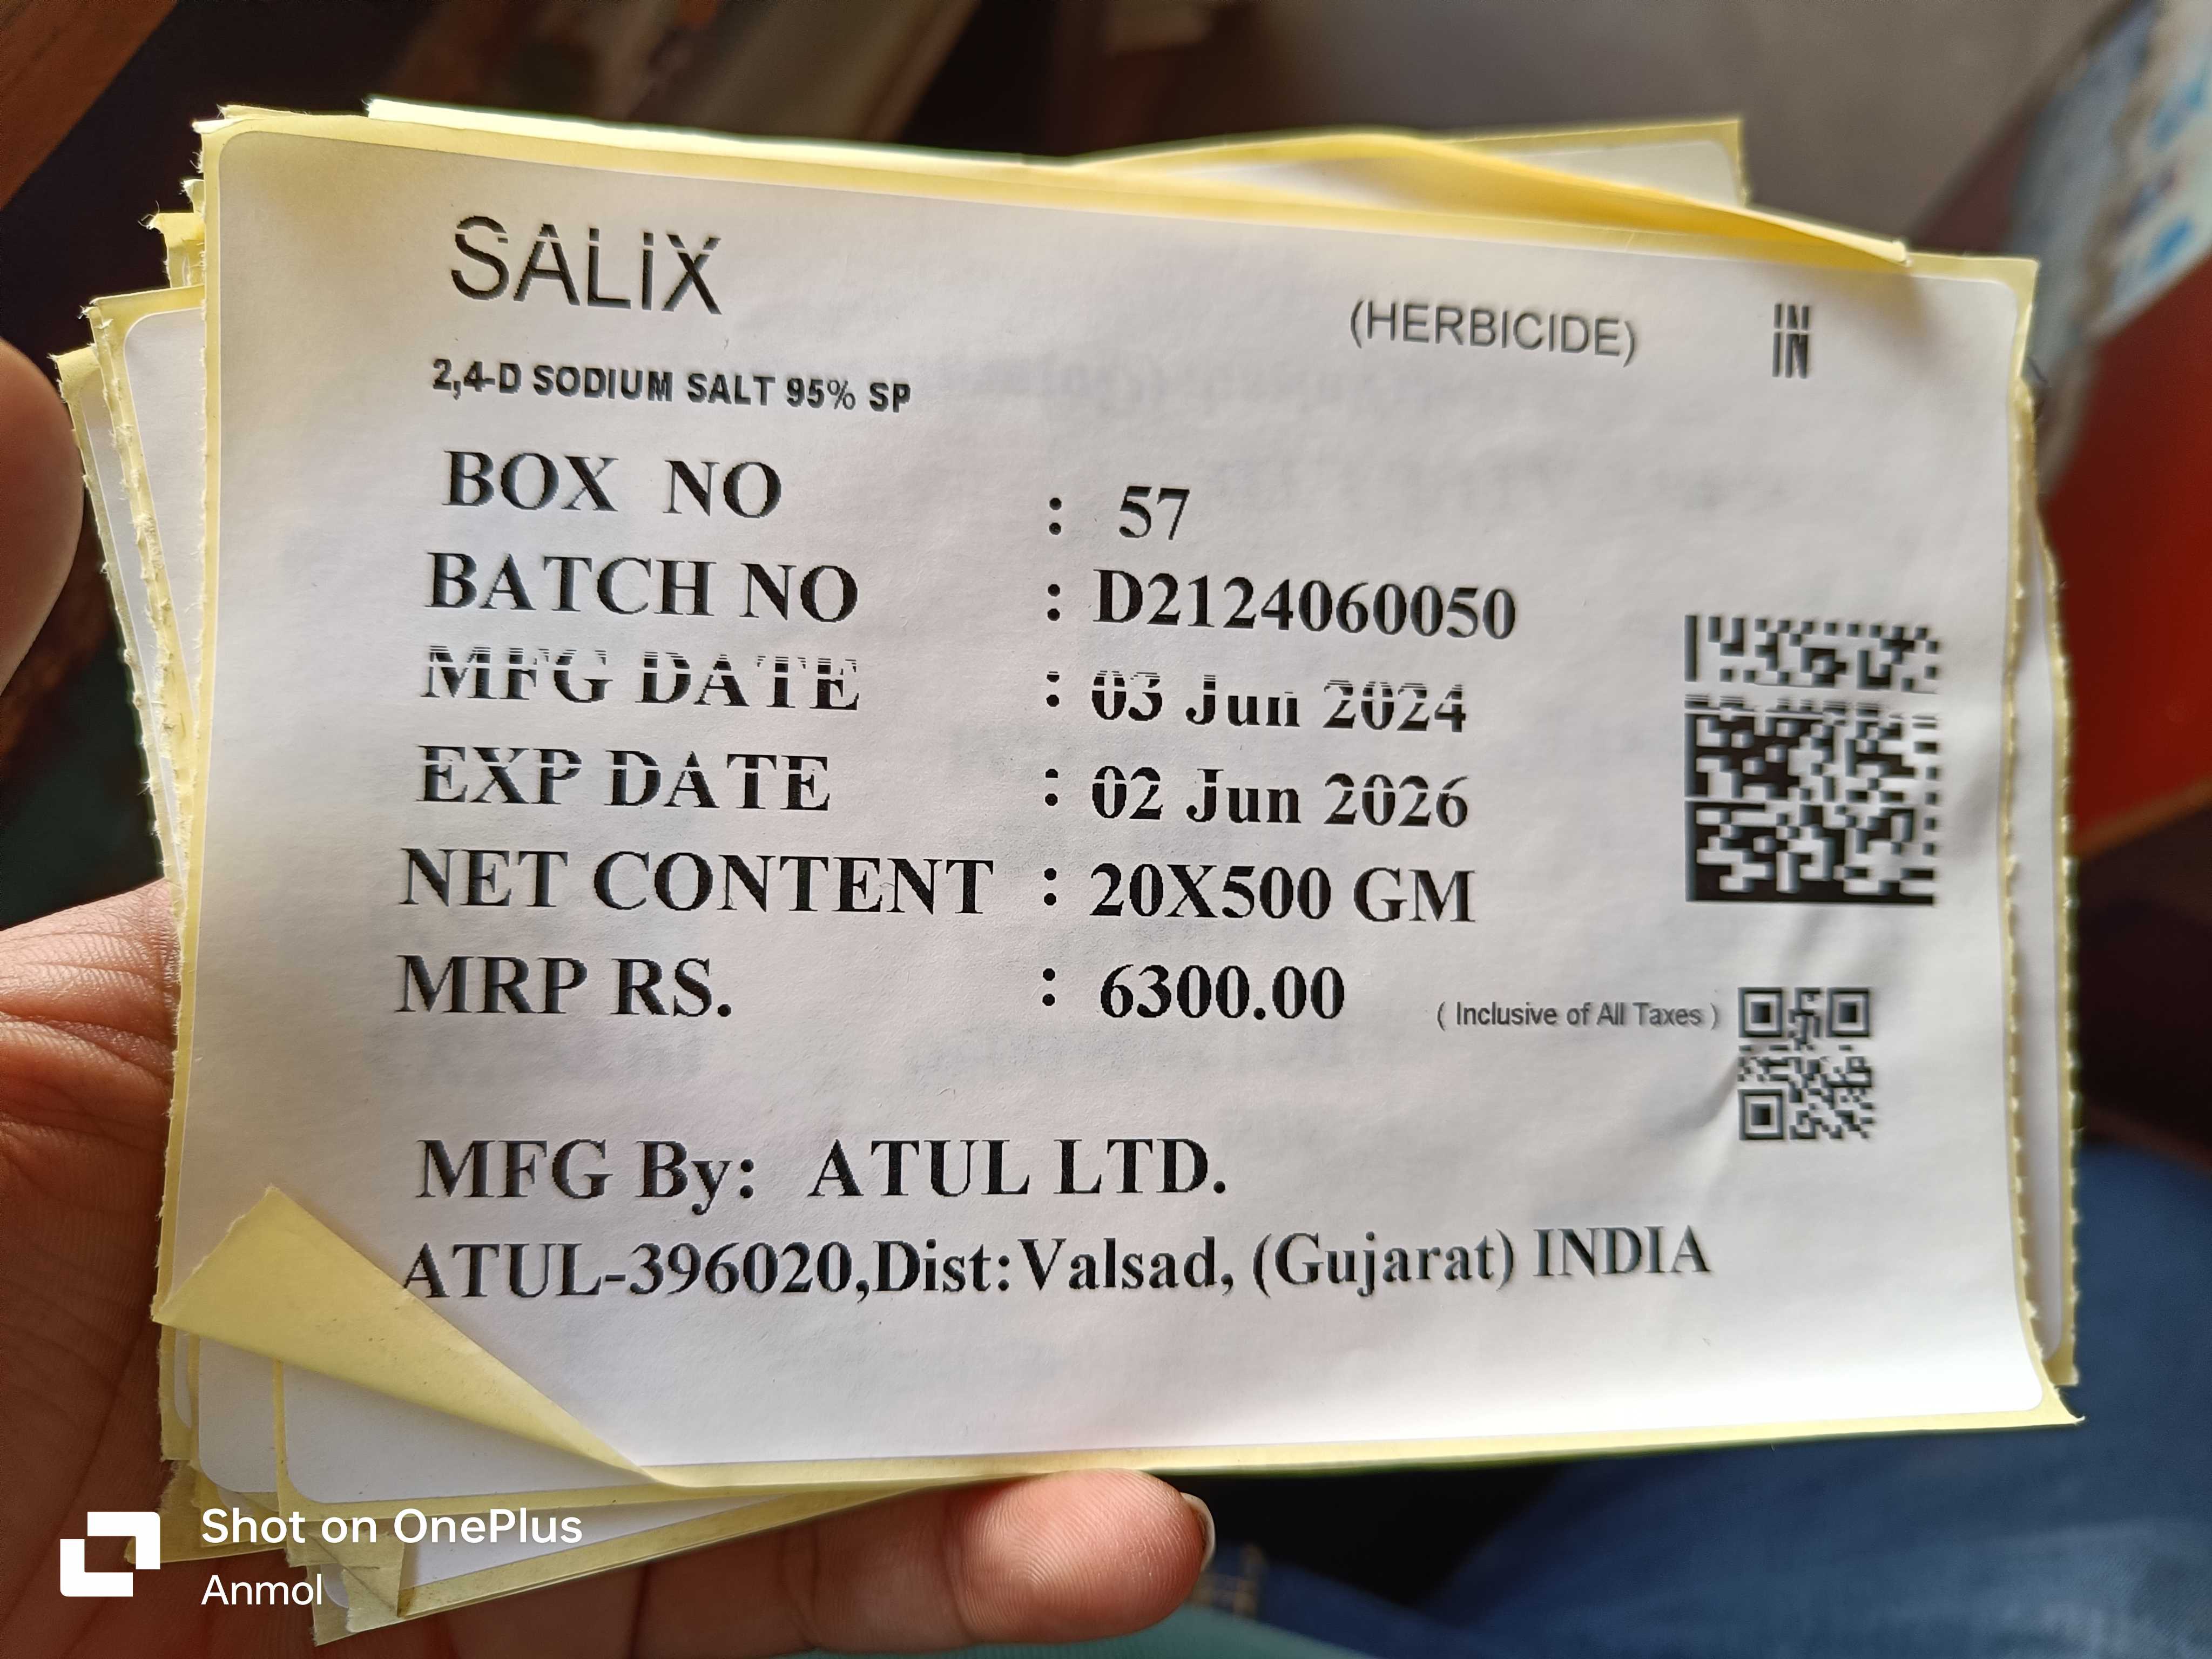 SALIX
(HERBICIDE) IN
2,4-D SODIUM SALT 95% SP
BOX NO : 57
BATCH NO : D2124060050
MFG DATE : 03 Jun 2024
EXP DATE : 02 Jun 2026
NET CONTENT : 20X500 GM
MRP RS. : 6300.00 ( Inclusive of All Taxes )
MFG By: ATUL LTD.
ATUL-396020,Dist:Valsad, (Gujarat) INDIA
Shot on OnePlus
Anmol